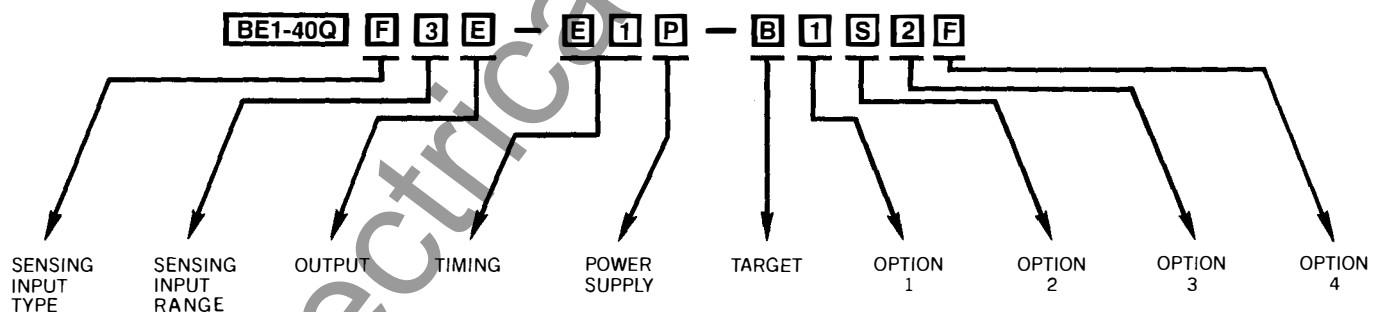 BE1-40Q F 3 E — E 1 P — B 1 S 2 F
SENSING INPUT TYPE
SENSING INPUT RANGE
OUTPUT
TIMING
POWER SUPPLY
TARGET
OPTION 1
OPTION 2
OPTION 3
OPTION 4